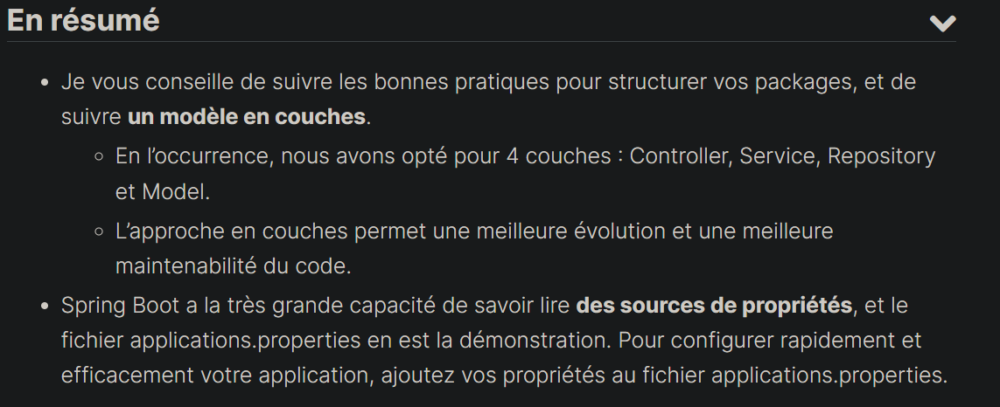 En résumé
• Je vous conseille de suivre les bonnes pratiques pour structurer vos packages, et de
suivre un modèle en couches.
◦ En l’occurrence, nous avons opté pour 4 couches : Controller, Service, Repository
et Model.
◦ L’approche en couches permet une meilleure évolution et une meilleure
maintenabilité du code.
• Spring Boot a la très grande capacité de savoir lire des sources de propriétés, et le
fichier applications.properties en est la démonstration. Pour configurer rapidement et
efficacement votre application, ajoutez vos propriétés au fichier applications.properties.